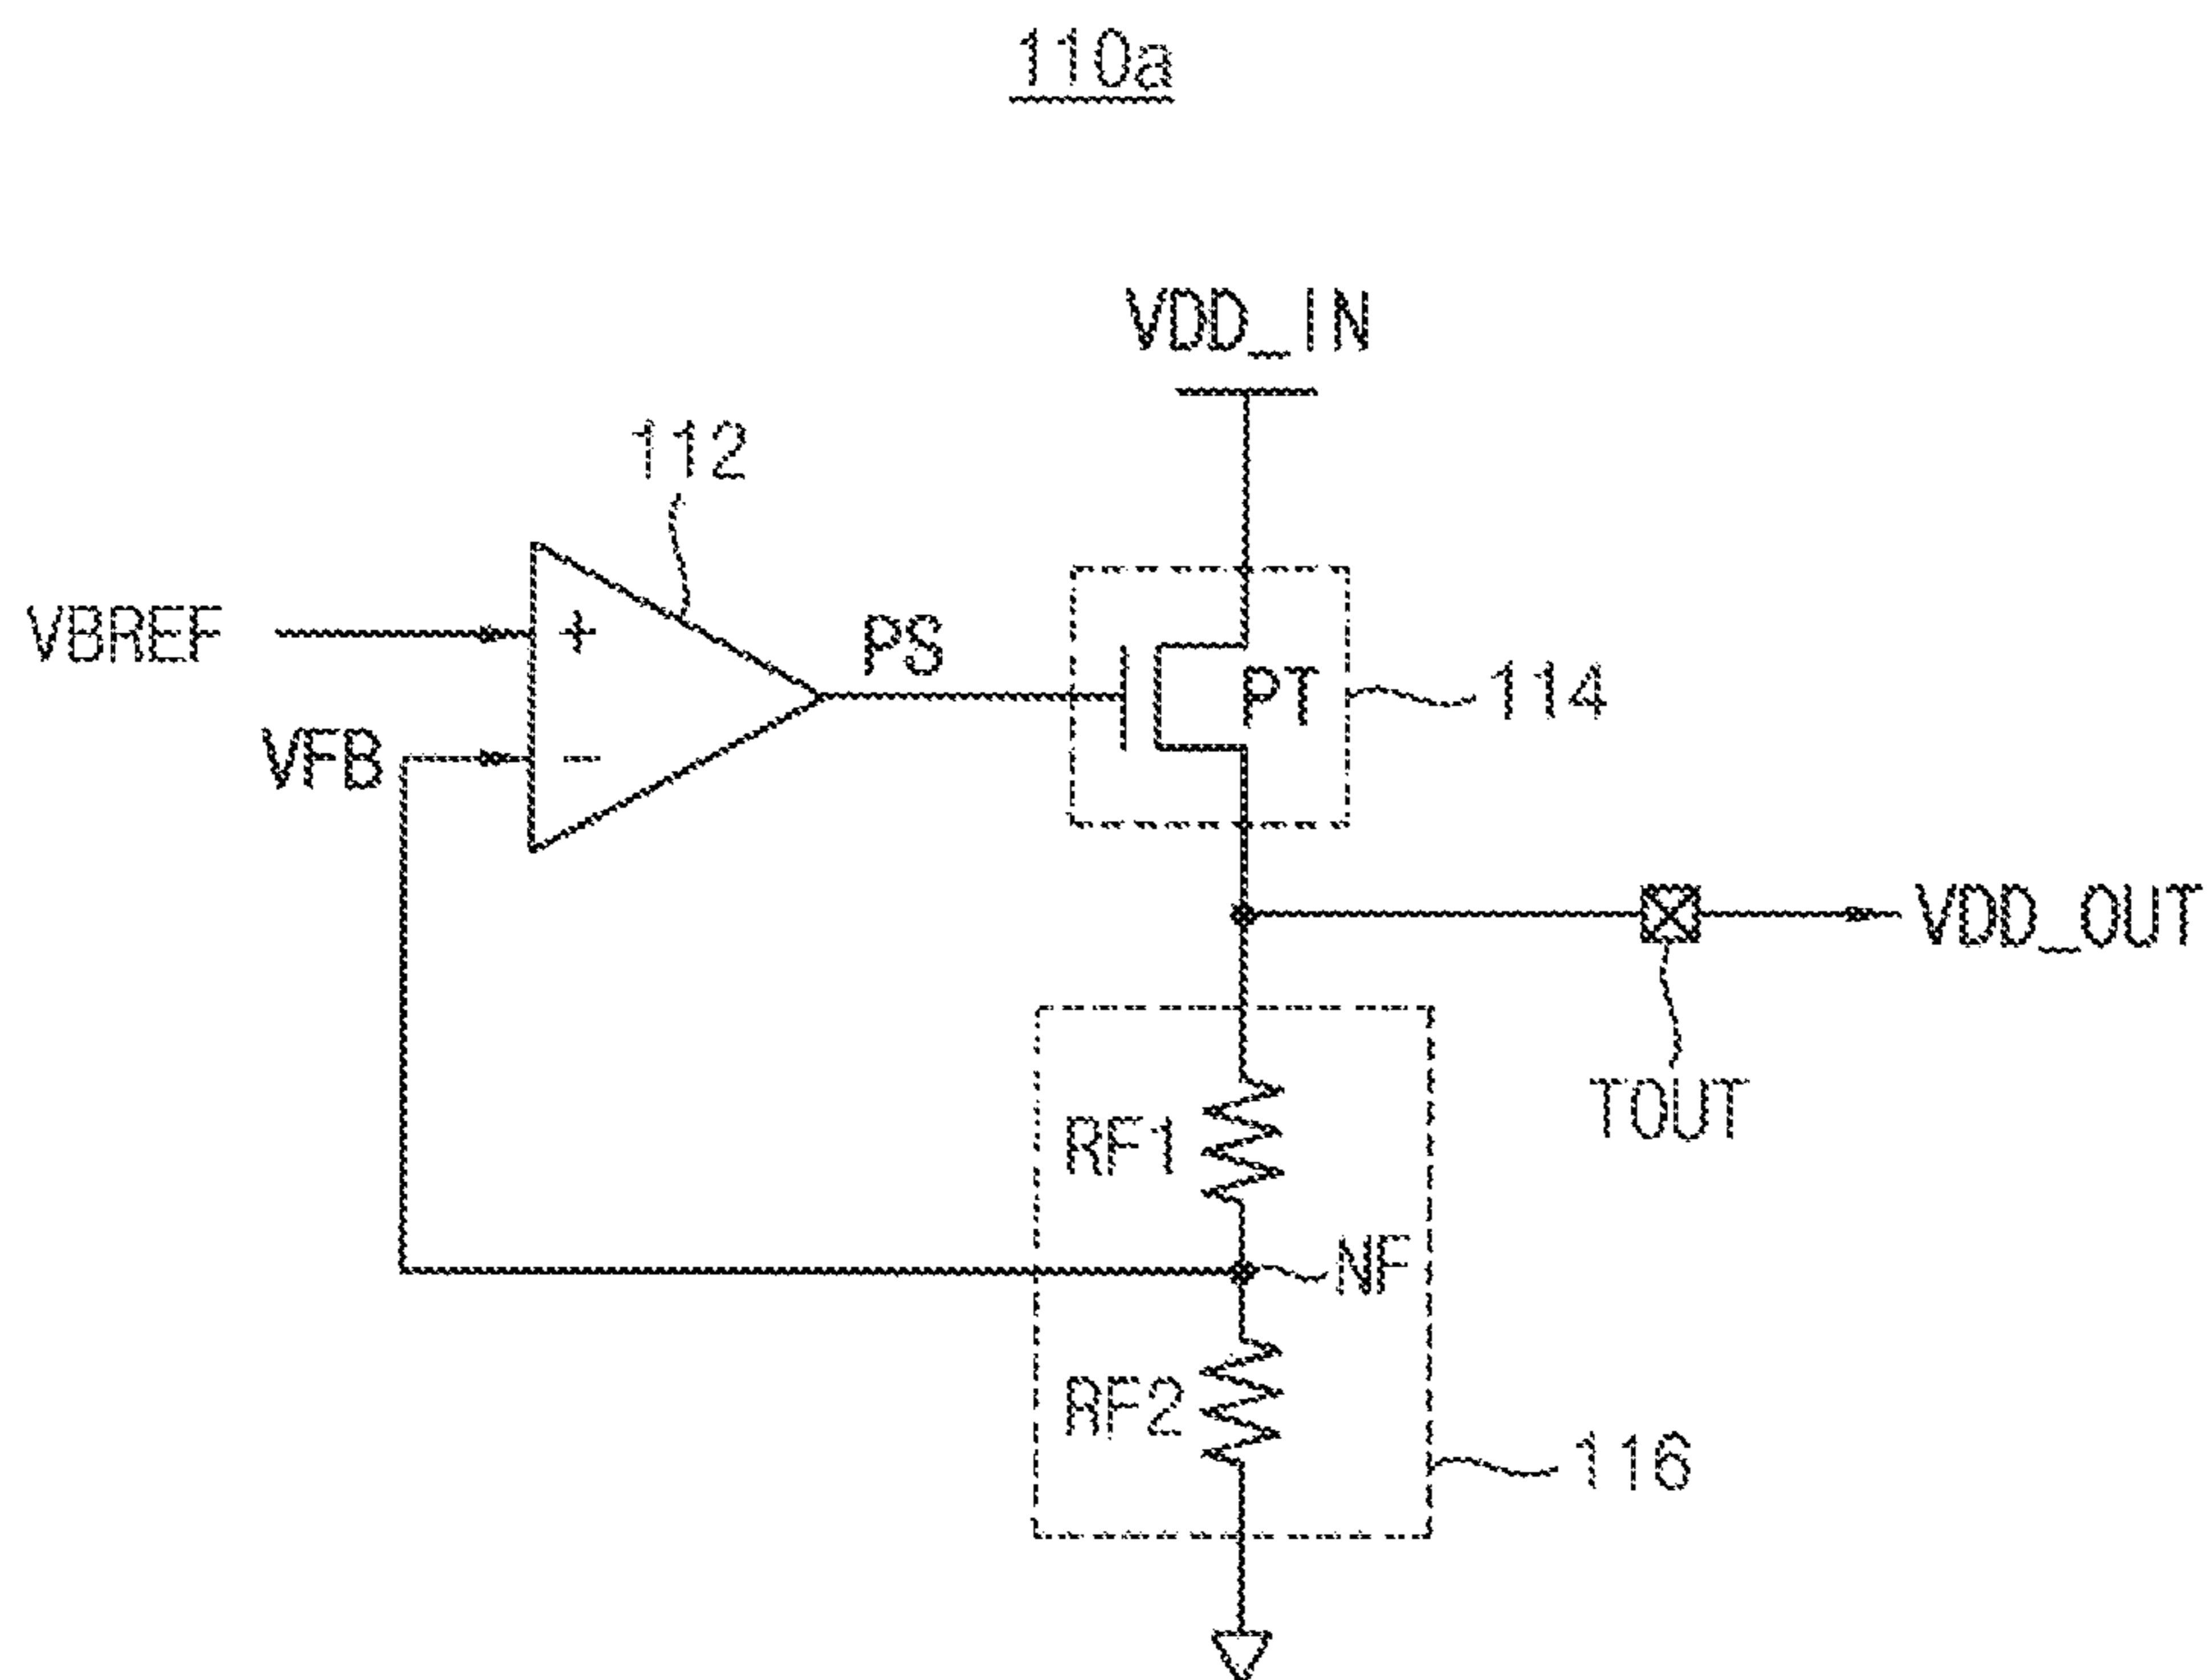 110a
VDD_IN
112
VBREF
+
PS
PT
114
VFB
-
VDD_OUT
TOUT
RF1
NF
RF2
116